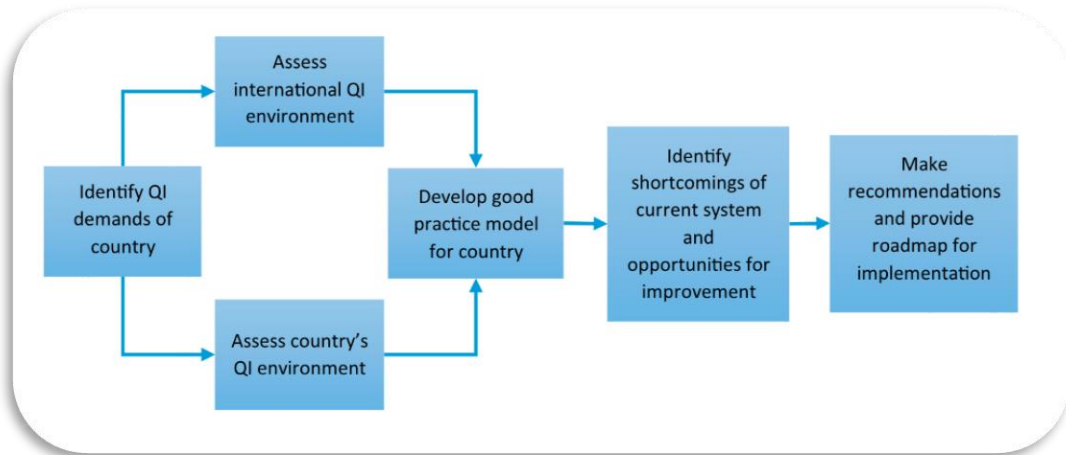 Assess
international QI
environment
Identify QI
demands of
country
Assess country’s
QI environment
Develop good
practice model
for country
Identify
shortcomings of
current system
and
opportunities for
improvement
Make
recommendations
and provide
roadmap for
implementation